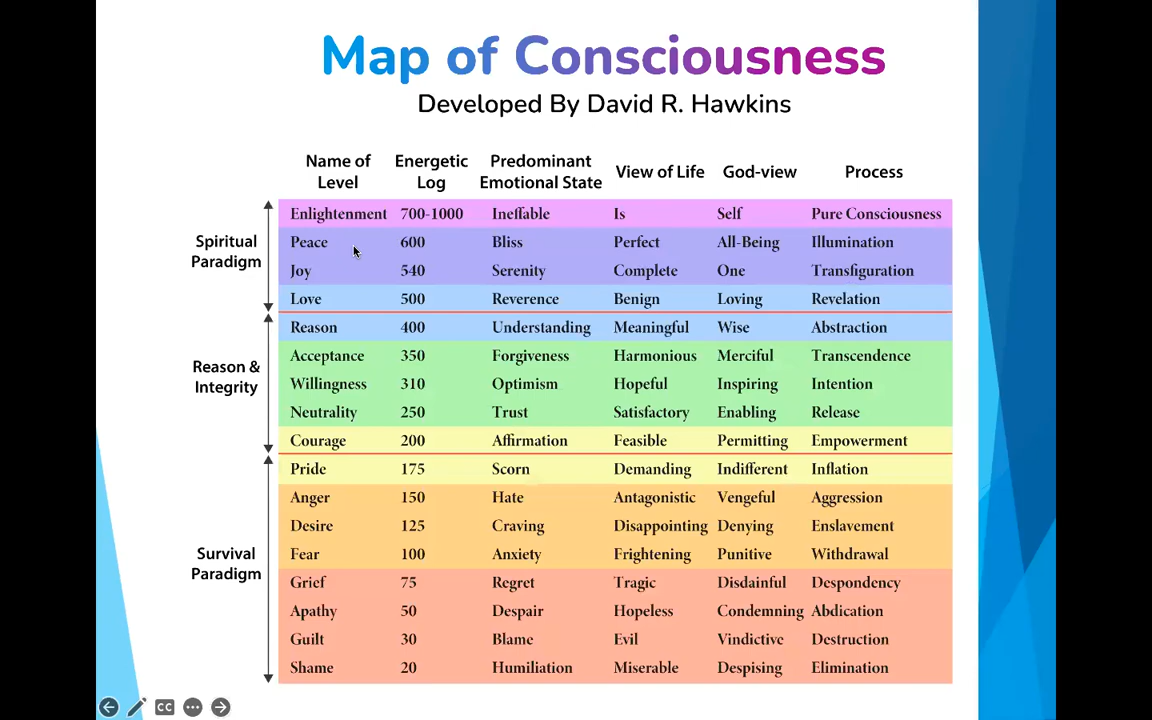 Map of Consciousness
Developed By David R. Hawkins
Name of Level Energetic Log Predominant Emotional State View of Life God-view Process
Spiritual Paradigm
Enlightenment 700-1000 Ineffable Is Self Pure Consciousness
Peace 600 Bliss Perfect All-Being Illumination
Joy 540 Serenity Complete One Transfiguration
Love 500 Reverence Benign Loving Revelation
Reason & Integrity
Reason 400 Understanding Meaningful Wise Abstraction
Acceptance 350 Forgiveness Harmonious Merciful Transcendence
Willingness 310 Optimism Hopeful Inspiring Intention
Neutrality 250 Trust Satisfactory Enabling Release
Courage 200 Affirmation Feasible Permitting Empowerment
Survival Paradigm
Pride 175 Scorn Demanding Indifferent Inflation
Anger 150 Hate Antagonistic Vengeful Aggression
Desire 125 Craving Disappointing Denying Enslavement
Fear 100 Anxiety Frightening Punitive Withdrawal
Grief 75 Regret Tragic Disdainful Despondency
Apathy 50 Despair Hopeless Condemning Abdication
Guilt 30 Blame Evil Vindictive Destruction
Shame 20 Humiliation Miserable Despising Elimination
CC